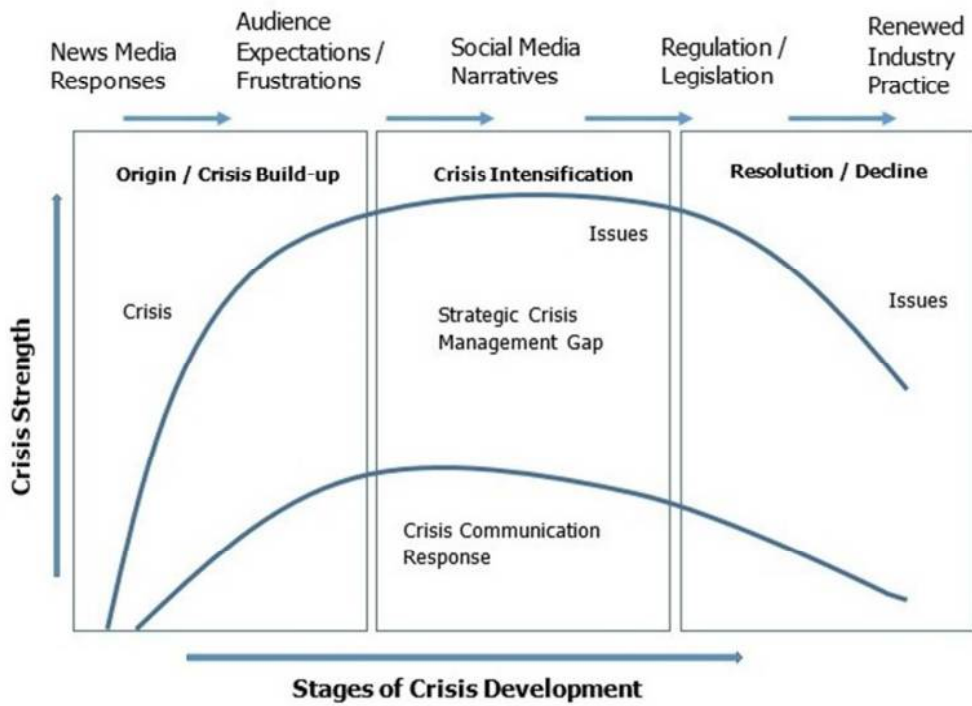 News Media
Responses
Audience
Expectations /
Frustrations
Social Media
Narratives
Regulation /
Legislation
Renewed
Industry
Practice
Origin / Crisis Build-up
Crisis Intensification
Resolution / Decline
Crisis
Issues
Issues
Strategic Crisis
Management Gap
Crisis Communication
Response
Crisis Strength
Stages of Crisis Development